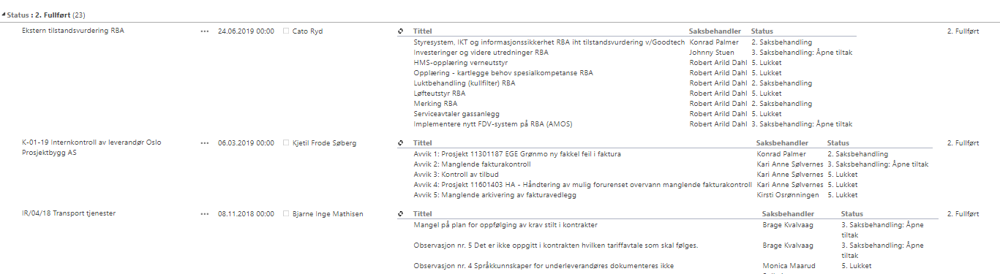 Status : 2. Fullført (23)
Ekstern tilstandsvurdering RBA ... 24.06.2019 00:00 Cato Ryd Tittel Saksbehandler Status 2. Fullført
Styresystem, IKT og informasjonssikkerhet RBA iht tilstandsvurdering v/Goodtech Konrad Palmer 2. Saksbehandling
Investeringer og videre utredninger RBA Johnny Stuen 3. Saksbehandling: Åpne tiltak
HMS-opplæring verneutstyr Robert Arild Dahl 5. Lukket
Opplæring - kartlegge behov spesialkompetanse RBA Robert Arild Dahl 5. Lukket
Luktbehandling (kullfilter) RBA Robert Arild Dahl 2. Saksbehandling
Løfteutstyr RBA Robert Arild Dahl 5. Lukket
Merking RBA Robert Arild Dahl 2. Saksbehandling
Serviceavtaler gassanlegg Robert Arild Dahl 5. Lukket
Implementere nytt FDV-system på RBA (AMOS) Robert Arild Dahl 3. Saksbehandling: Åpne tiltak
K-01-19 Internkontroll av leverandør Oslo ... 06.03.2019 00:00 Kjetil Frode Søberg Tittel Saksbehandler Status 2. Fullført
Prosjektbygg AS
Avvik 1: Prosjekt 11301187 EGE Grønmo ny fakkel feil i faktura Konrad Palmer 2. Saksbehandling
Avvik 2: Manglende fakturakontroll Kari Anne Sølvernes 3. Saksbehandling: Åpne tiltak
Avvik 3: Kontroll av tilbud Kari Anne Sølvernes 5. Lukket
Avvik 4: Prosjekt 11601403 HA - Håndtering av mulig forurenset overvann manglende fakturakontroll Kari Anne Sølvernes 5. Lukket
Avvik 5: Manglende arkivering av fakturavedlegg Kirsti Osrønningen 5. Lukket
IR/04/18 Transport tjenester ... 08.11.2018 00:00 Bjarne Inge Mathisen Tittel Saksbehandler Status 2. Fullført
Mangel på plan for oppfølging av krav stilt i kontrakter Brage Kvalvaag 3. Saksbehandling: Åpne
tiltak
Observasjon nr. 5 Det er ikke oppgitt i kontrakten hvilken tariffavtale som skal følges. Brage Kvalvaag 3. Saksbehandling: Åpne
tiltak
Observasjon nr. 4 Språkkunnskaper for underleverandøres dokumenteres ikke Monica Maarud 5. Lukket